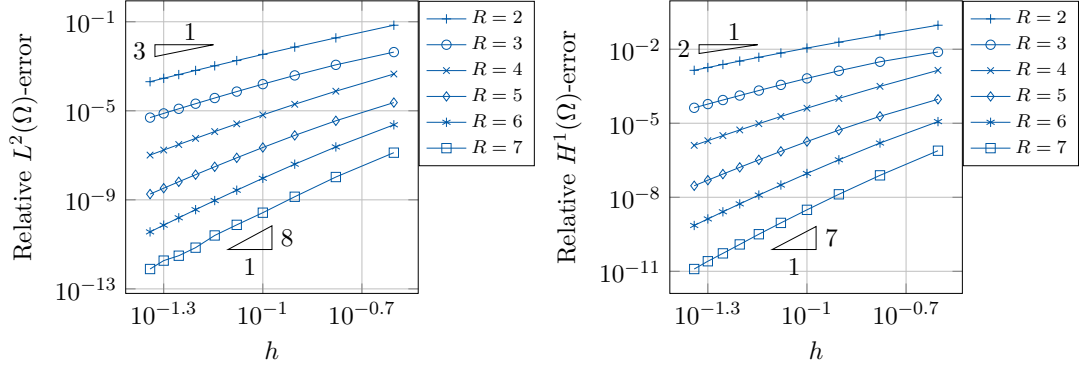 Relative $L^2(\Omega)$-error
$10^{-1}$
$10^{-5}$
$10^{-9}$
$10^{-13}$
3
1
8
1
$10^{-1.3}$ $10^{-1}$ $10^{-0.7}$
$h$
$R = 2$
$R = 3$
$R = 4$
$R = 5$
$R = 6$
$R = 7$
Relative $H^1(\Omega)$-error
$10^{-2}$
$10^{-5}$
$10^{-8}$
$10^{-11}$
2
1
7
1
$10^{-1.3}$ $10^{-1}$ $10^{-0.7}$
$h$
$R = 2$
$R = 3$
$R = 4$
$R = 5$
$R = 6$
$R = 7$